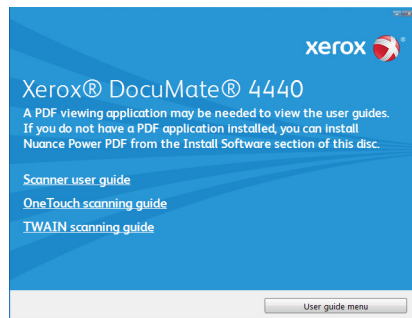 xerox
Xerox® DocuMate® 4440
A PDF viewing application may be needed to view the user guides.
If you do not have a PDF application installed, you can install
Nuance Power PDF from the Install Software section of this disc.
Scanner user guide
OneTouch scanning guide
TWAIN scanning guide
User guide menu